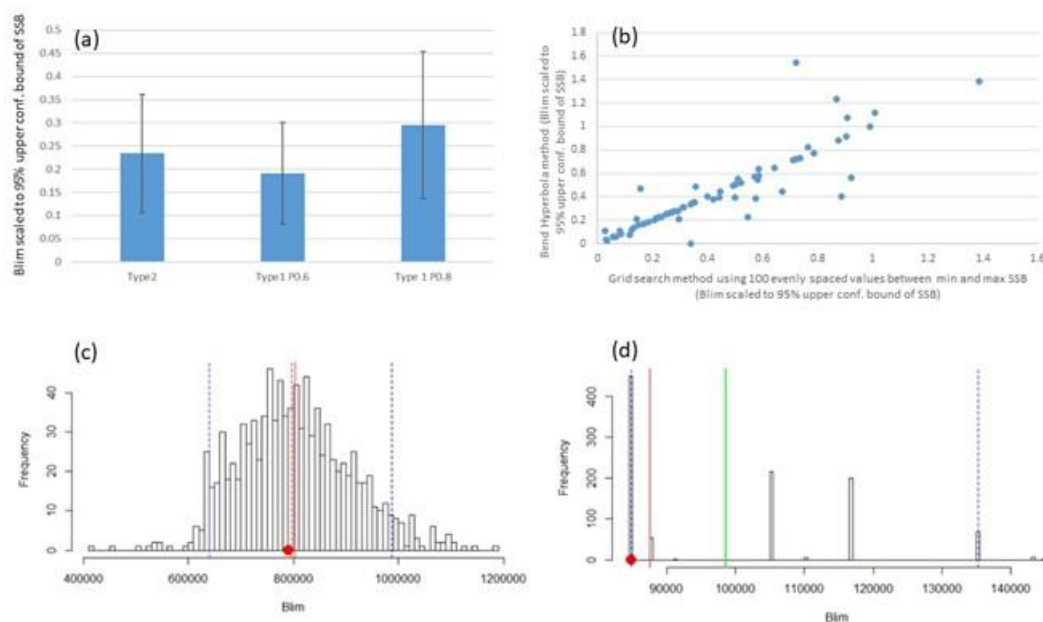 (a)
Blim scaled to 95% upper conf. bound of SSB
0.5
0.45
0.4
0.35
0.3
0.25
0.2
0.15
0.1
0.05
0
Type2
Type1 P0.6
Type 1 P0.8
(b)
Bend Hyperbola method (Blim scaled to
95% upper conf. bound of SSB)
1.8
1.6
1.4
1.2
1
0.8
0.6
0.4
0.2
0
0 0.2 0.4 0.6 0.8 1 1.2 1.4 1.6
Grid search method using 100 evenly spaced values between min and max SSB
(Blim scaled to 95% upper conf. bound of SSB)
(c)
Frequency
40
30
20
10
0
400000 600000 800000 1000000 1200000
Blim
(d)
Frequency
400
300
200
100
0
90000 100000 110000 120000 130000 140000
Blim